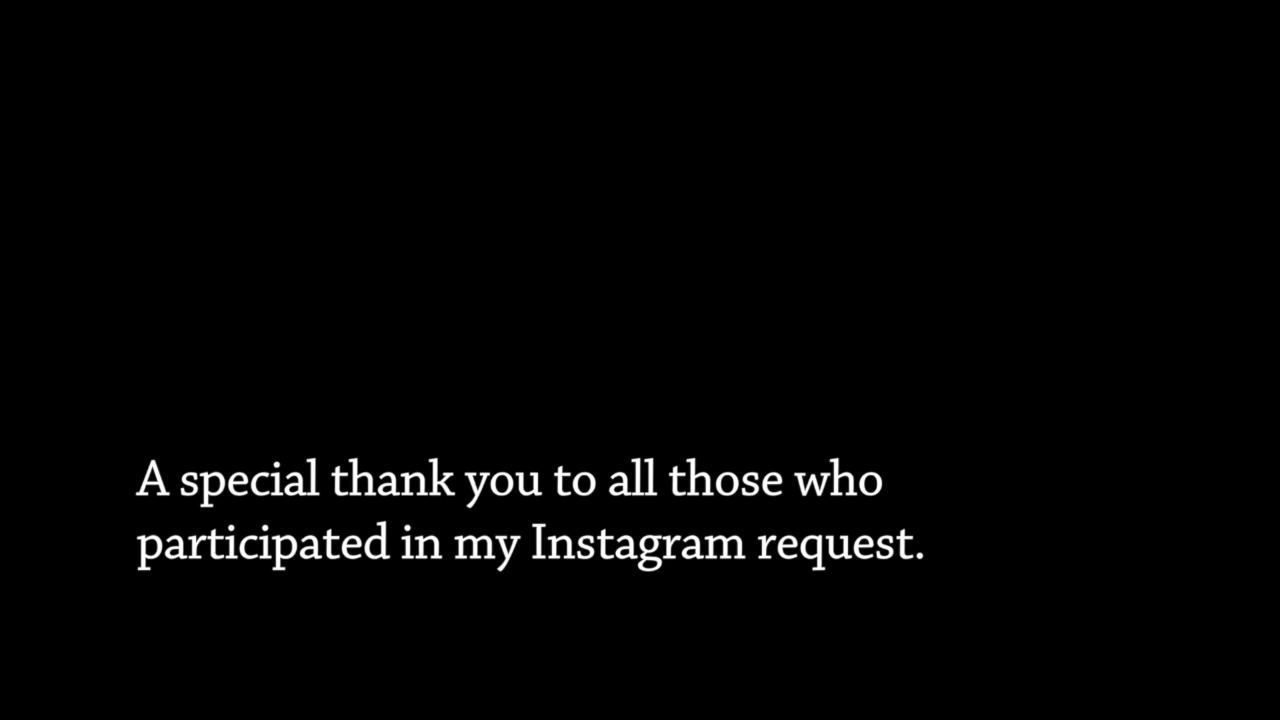 A special thank you to all those who
participated in my Instagram request.